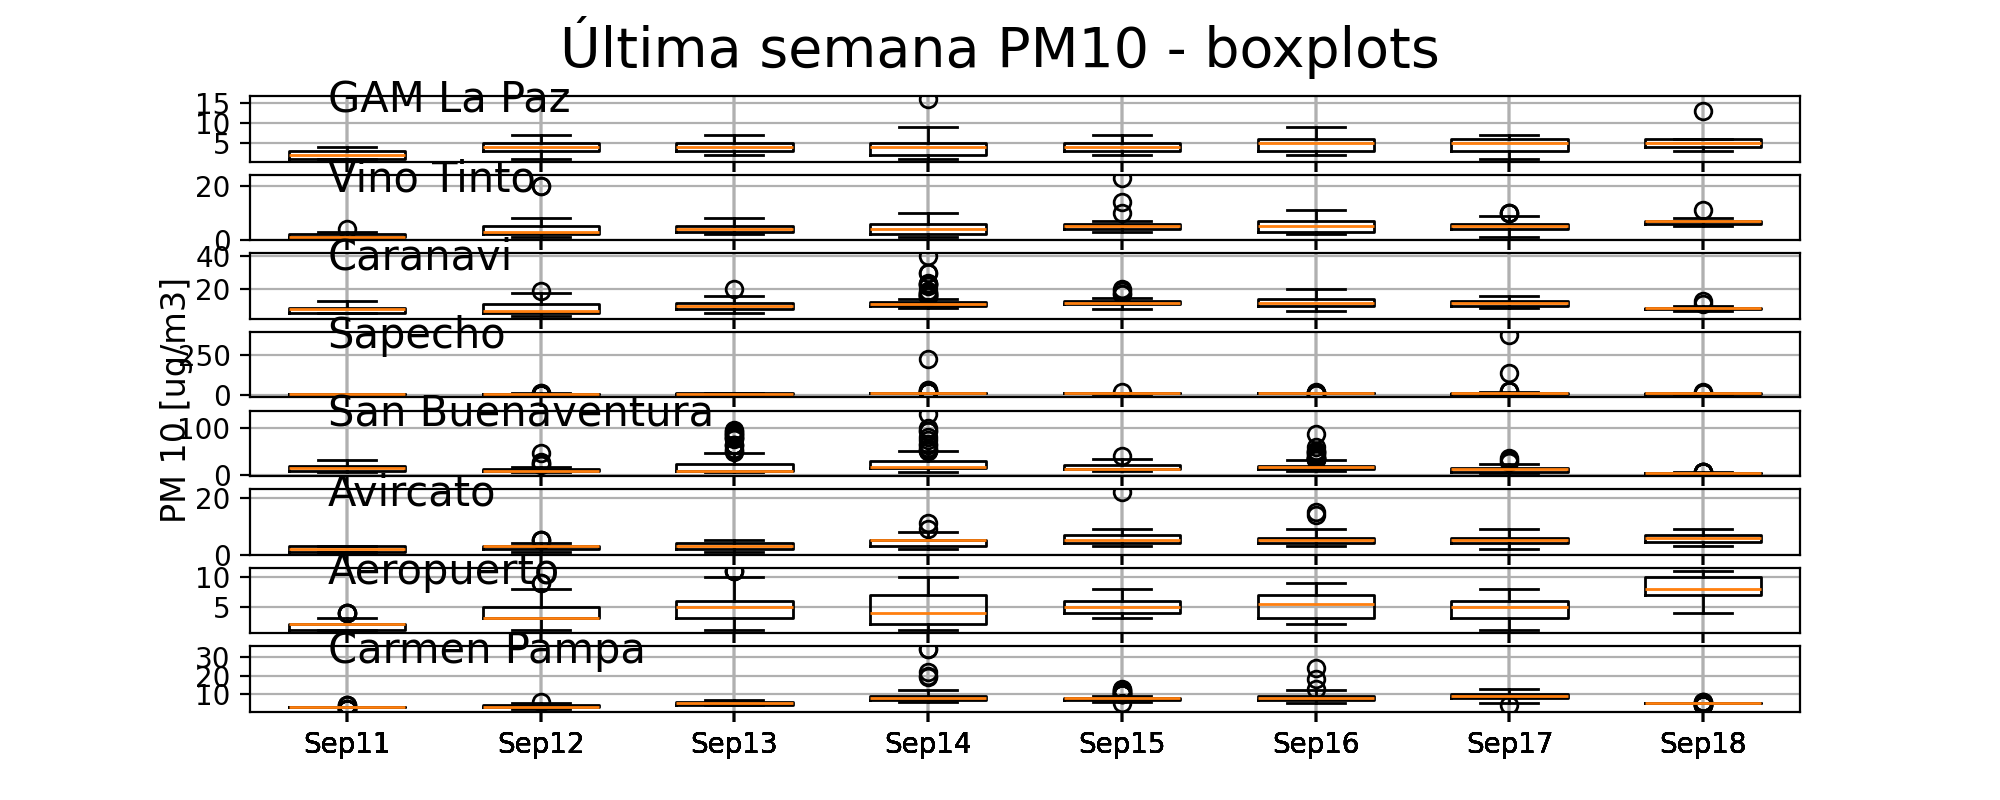 Última semana PM10 - boxplots
GAM La Paz
15
10
5
Vino Tinto
20
0
Caranavi
40
20
Sapecho
250
0
PM 10 [ug/m3]
San Buenaventura
100
0
Avircato
20
0
Aeropuerto
10
5
Carmen Pampa
30
20
10
Sep11 Sep12 Sep13 Sep14 Sep15 Sep16 Sep17 Sep18